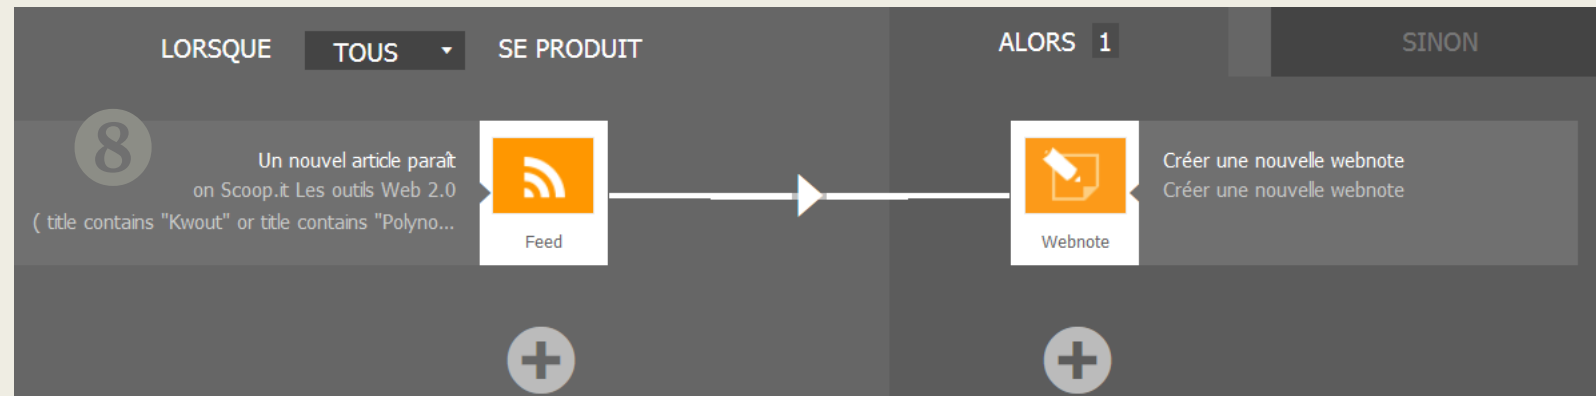 LORSQUE TOUS SE PRODUIT
ALORS 1
SINON
8
Un nouvel article paraît
on Scoop.it Les outils Web 2.0
( title contains "Kwout" or title contains "Polyno...
Feed
Webnote
Créer une nouvelle webnote
Créer une nouvelle webnote